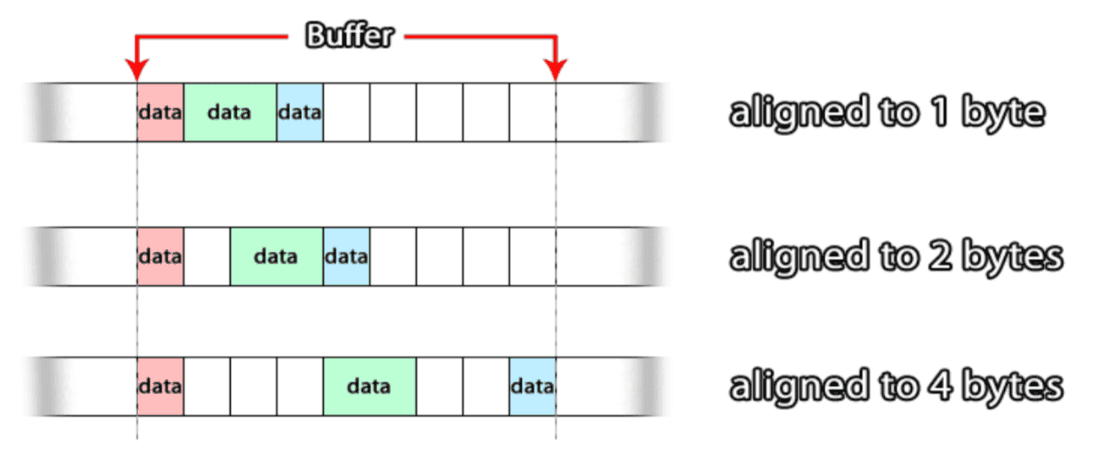 Buffer
data data data aligned to 1 byte
data data data aligned to 2 bytes
data data data aligned to 4 bytes